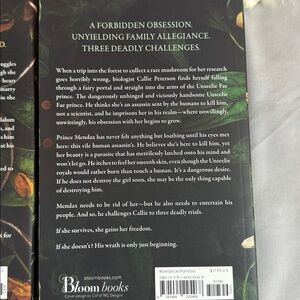 A FORBIDDEN OBSESSION.
UNYIELDING FAMILY ALLEGIANCE.
THREE DEADLY CHALLENGES.
When a trip into the forest to collect a rare mushroom for her research
goes horribly wrong, biologist Callie Peterson finds herself falling
through a fairy portal and straight into the arms of the Unseelie Fae
prince. The dangerously unhinged and viciously handsome Unseelie
Fae prince. He thinks she's an assassin sent by the humans to kill him,
not a scientist, and he imprisons her in his realm—where unwillingly,
unwittingly, his obsession with her begins to grow.
Prince Mendax has never felt anything but loathing until his eyes met
hers: this vile human assassin's. He believes she's here to kill him, yet
her beauty is a parasite that has mercilessly latched onto his mind and
won't let go. He itches to feel her smooth skin, even though the Unseelie
royals would rather burn than touch a human. It's a dangerous desire.
If he does not destroy the girl soon, she may be the only thing capable
of destroying him.
Mendax needs to be rid of her—but he also needs to entertain his
people. And so, he challenges Callie to three deadly trials.
If she survives, she gains her freedom.
If she doesn't? His wrath is only just beginning.
bloombooks.com
Bloom books
Romance/Fantasy
$17.99 U.S.